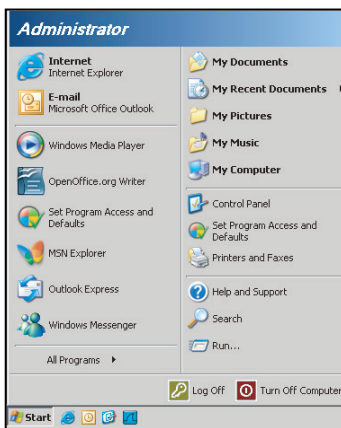 Administrator
Internet
Internet Explorer
E-mail
Microsoft Office Outlook
Windows Media Player
OpenOffice.org Writer
Set Program Access and
Defaults
MSN Explorer
Outlook Express
Windows Messenger
All Programs
My Documents
My Recent Documents
My Pictures
My Music
My Computer
Control Panel
Set Program Access and
Defaults
Printers and Faxes
Help and Support
Search
Run...
Log Off Turn Off Computer
Start